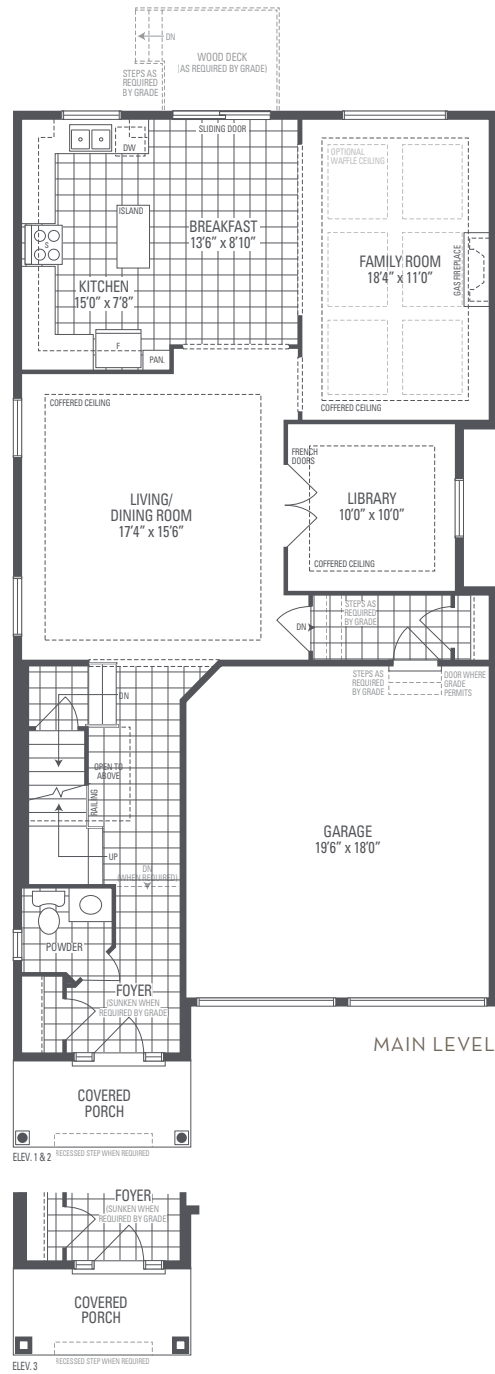 DN
WOOD DECK
(AS REQUIRED BY GRADE)
STEPS AS
REQUIRED
BY GRADE
SLIDING DOOR
DW
OPTIONAL
WAFFLE CEILING
ISLAND
BREAKFAST
13'6" x 8'10"
S
FAMILY ROOM
18'4" x 11'0"
GAS FIREPLACE
KITCHEN
15'0" x 7'8"
F
PAN.
COFFERED CEILING
COFFERED CEILING
FRENCH
DOORS
LIVING/
DINING ROOM
17'4" x 15'6"
LIBRARY
10'0" x 10'0"
COFFERED CEILING
STEPS AS
REQUIRED
BY GRADE
DN
STEPS AS
REQUIRED
BY GRADE
DOOR WHERE
GRADE
PERMITS
DN
OPEN TO
ABOVE
RAILING
GARAGE
19'6" x 18'0"
UP
DN
(WHEN REQUIRED)
POWDER
FOYER
(SUNKEN WHEN
REQUIRED BY GRADE
MAIN LEVEL
COVERED
PORCH
ELEV. 1 & 2
RECESSED STEP WHEN REQUIRED
FOYER
(SUNKEN WHEN
REQUIRED BY GRADE
COVERED
PORCH
RECESSED STEP WHEN REQUIRED
ELEV. 3